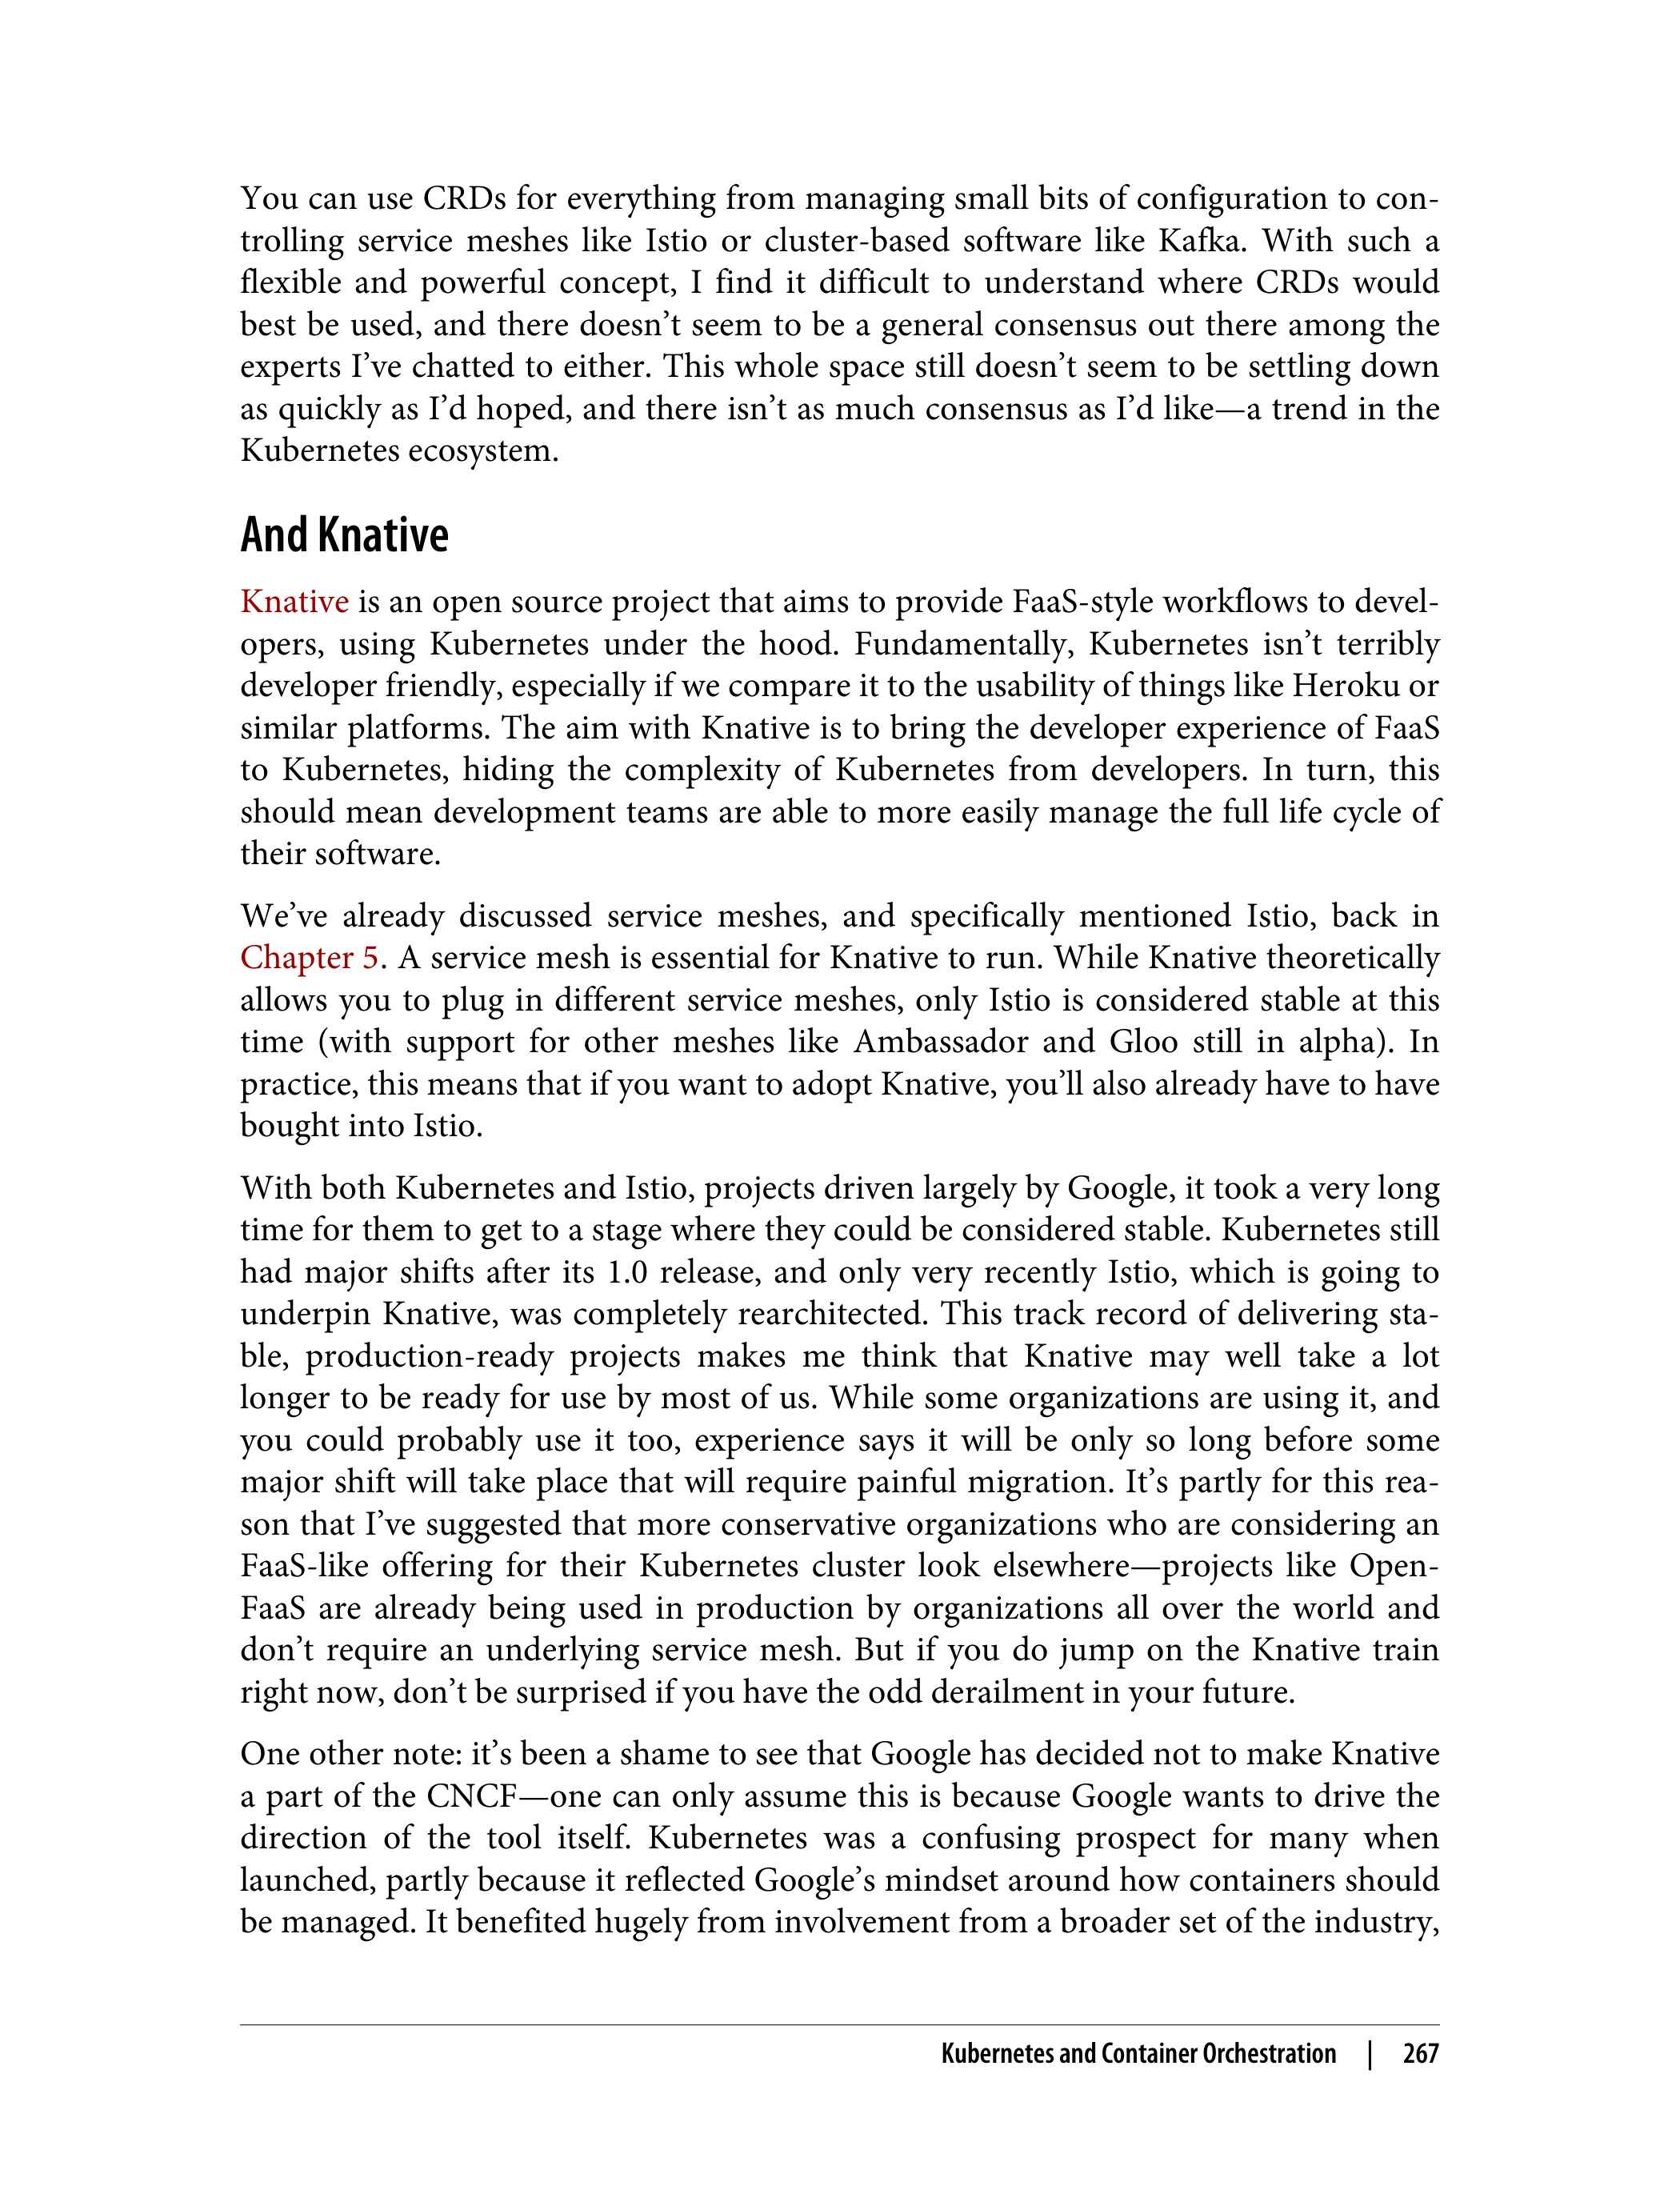 You can use CRDs for everything from managing small bits of configuration to con-
trolling service meshes like Istio or cluster-based software like Kafka. With such a
flexible and powerful concept, I find it difficult to understand where CRDs would
best be used, and there doesn’t seem to be a general consensus out there among the
experts I’ve chatted to either. This whole space still doesn’t seem to be settling down
as quickly as I’d hoped, and there isn’t as much consensus as I’d like—a trend in the
Kubernetes ecosystem.
And Knative
Knative is an open source project that aims to provide FaaS-style workflows to devel-
opers, using Kubernetes under the hood. Fundamentally, Kubernetes isn’t terribly
developer friendly, especially if we compare it to the usability of things like Heroku or
similar platforms. The aim with Knative is to bring the developer experience of FaaS
to Kubernetes, hiding the complexity of Kubernetes from developers. In turn, this
should mean development teams are able to more easily manage the full life cycle of
their software.
We’ve already discussed service meshes, and specifically mentioned Istio, back in
Chapter 5. A service mesh is essential for Knative to run. While Knative theoretically
allows you to plug in different service meshes, only Istio is considered stable at this
time (with support for other meshes like Ambassador and Gloo still in alpha). In
practice, this means that if you want to adopt Knative, you’ll also already have to have
bought into Istio.
With both Kubernetes and Istio, projects driven largely by Google, it took a very long
time for them to get to a stage where they could be considered stable. Kubernetes still
had major shifts after its 1.0 release, and only very recently Istio, which is going to
underpin Knative, was completely rearchitected. This track record of delivering sta-
ble, production-ready projects makes me think that Knative may well take a lot
longer to be ready for use by most of us. While some organizations are using it, and
you could probably use it too, experience says it will be only so long before some
major shift will take place that will require painful migration. It’s partly for this rea-
son that I’ve suggested that more conservative organizations who are considering an
FaaS-like offering for their Kubernetes cluster look elsewhere—projects like Open-
FaaS are already being used in production by organizations all over the world and
don’t require an underlying service mesh. But if you do jump on the Knative train
right now, don’t be surprised if you have the odd derailment in your future.
One other note: it’s been a shame to see that Google has decided not to make Knative
a part of the CNCF—one can only assume this is because Google wants to drive the
direction of the tool itself. Kubernetes was a confusing prospect for many when
launched, partly because it reflected Google’s mindset around how containers should
be managed. It benefited hugely from involvement from a broader set of the industry,
Kubernetes and Container Orchestration | 267